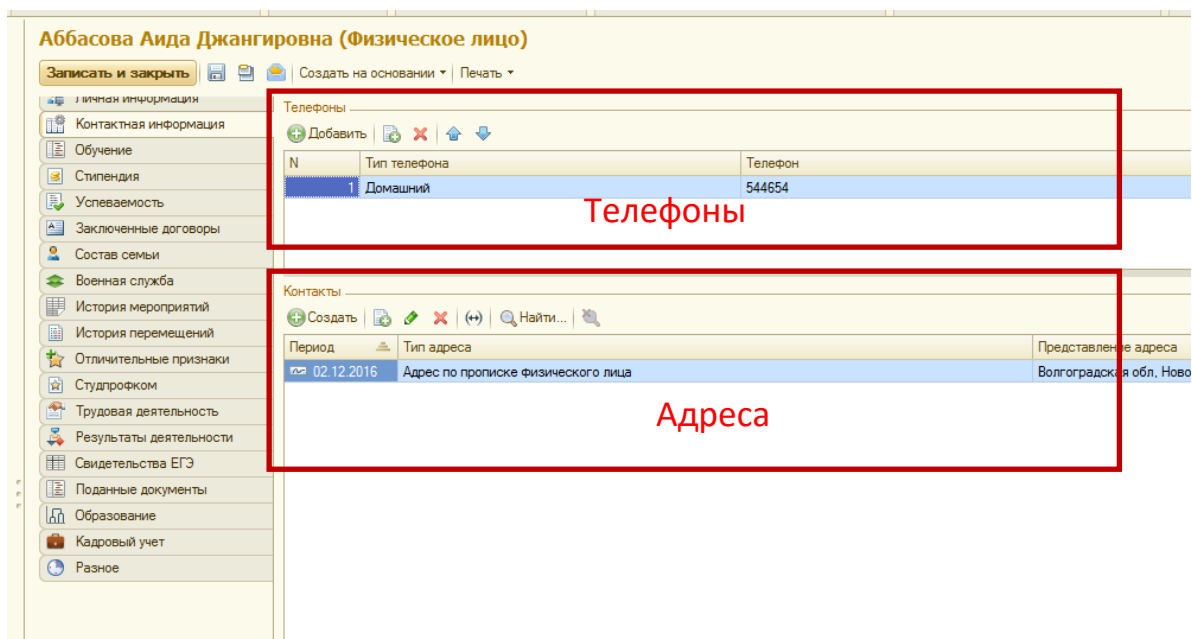 Аббасова Аида Джангировна (Физическое лицо)
Записать и закрыть Создать на основании Печать
Личная информация
Контактная информация
Обучение
Стипендия
Успеваемость
Заключенные договоры
Состав семьи
Военная служба
История мероприятий
История перемещений
Отличительные признаки
Студпрофком
Трудовая деятельность
Результаты деятельности
Свидетельства ЕГЭ
Поданные документы
Образование
Кадровый учет
Разное
Телефоны
Добавить
N Тип телефона Телефон
1 Домашний 544654
Телефоны
Контакты
Создать Найти...
Период Тип адреса Представление адреса
02.12.2016 Адрес по прописке физического лица Волгоградская обл, Ново
Адреса